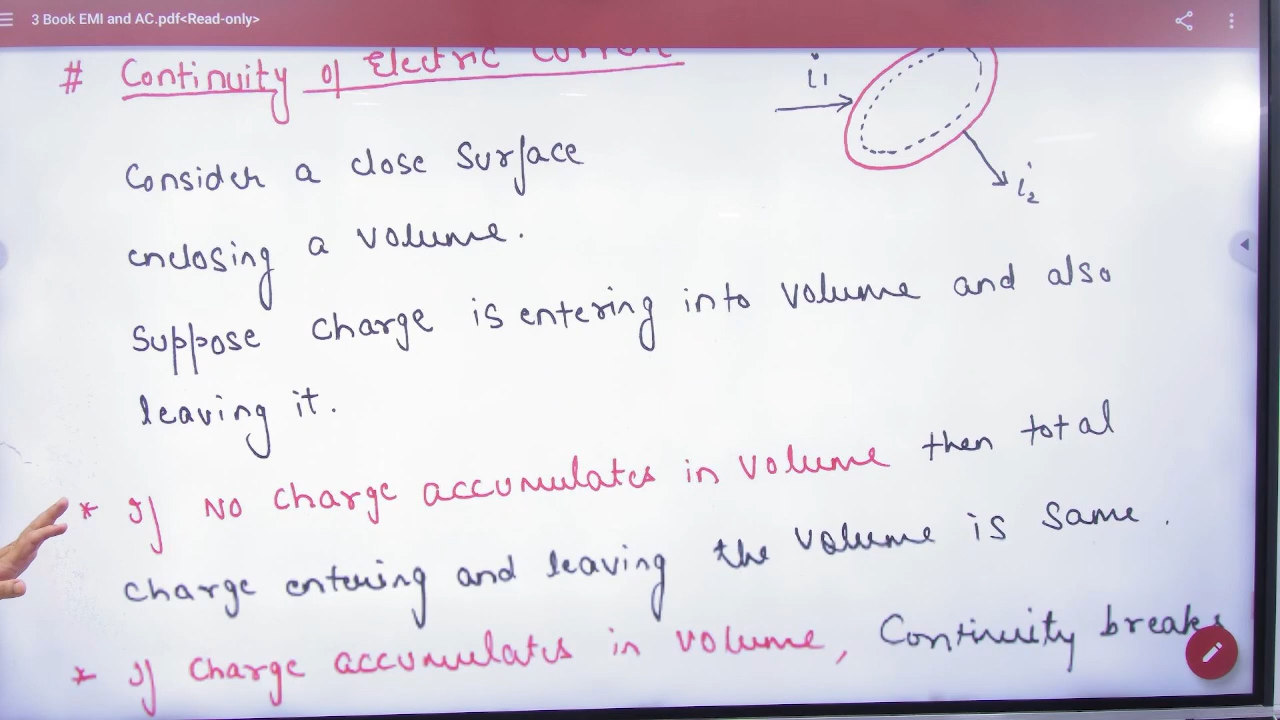 3 Book EMI and AC.pdf<Read-only>
# Continuity of Electric Current
i₁
i₂
Consider a close Surface
enclosing a volume.
Suppose charge is entering into volume and also
leaving it.
* If No charge accumulates in volume then total
charge entering and leaving the volume is same.
* If charge accumulates in volume, Continuity breaks